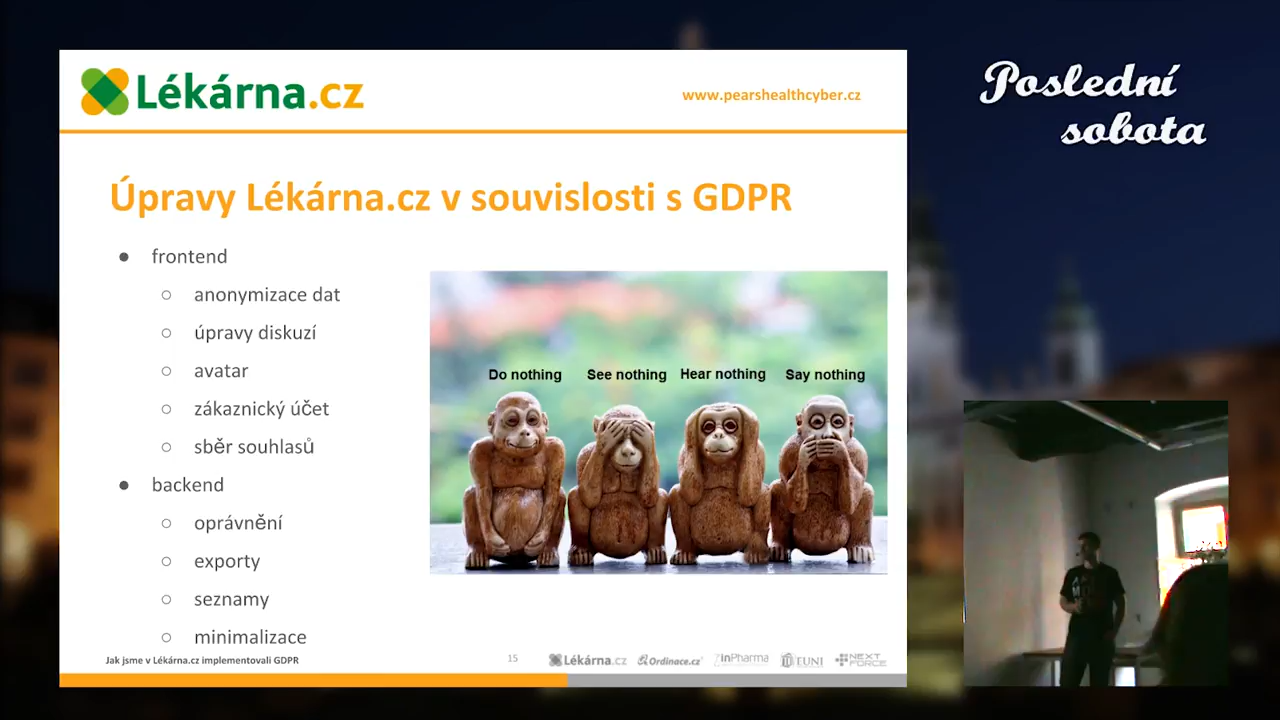 Lékárna.cz
www.pearshealthcyber.cz
Poslední
sobota
Úpravy Lékárna.cz v souvislosti s GDPR
● frontend
○ anonymizace dat
○ úpravy diskuzí
○ avatar
○ zákaznický účet
○ sběr souhlasů
● backend
○ oprávnění
○ exporty
○ seznamy
○ minimalizace
Do nothing See nothing Hear nothing Say nothing
Jak jsme v Lékárna.cz implementovali GDPR
15
Lékárna.cz Ordinace.cz inPharma EUNI NEXT FORCE